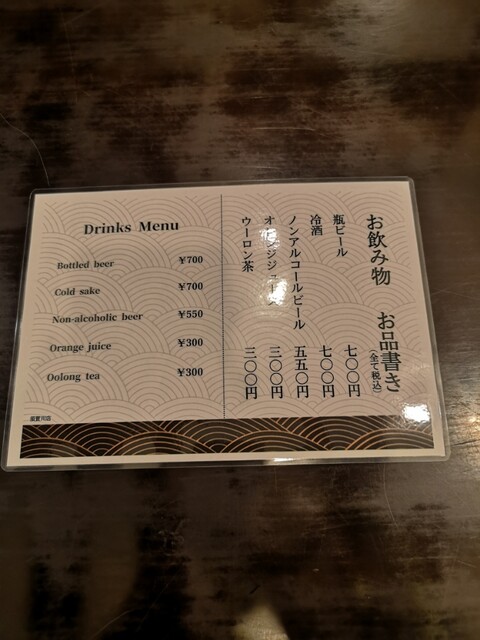 Drinks Menu
Bottled beer ¥700
Cold sake ¥700
Non-alcoholic beer ¥550
Orange juice ¥300
Oolong tea ¥300
お飲み物 お品書き
(全て税込)
瓶ビール 七〇〇円
冷酒 七〇〇円
ノンアルコールビール 五五〇円
オレンジジュース 三〇〇円
ウーロン茶 三〇〇円